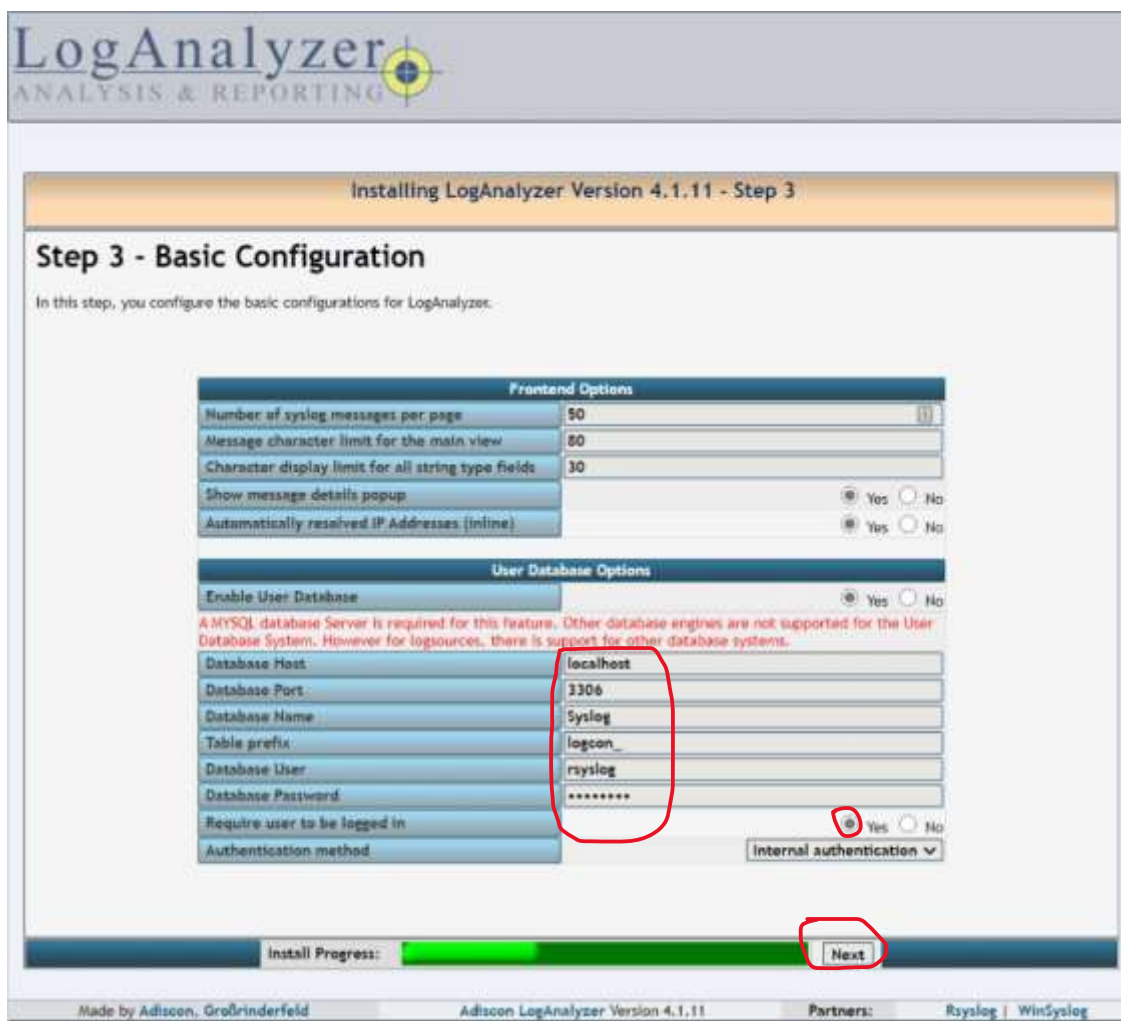 LogAnalyzer
ANALYSIS & REPORTING
Installing LogAnalyzer Version 4.1.11 - Step 3
Step 3 - Basic Configuration
In this step, you configure the basic configurations for LogAnalyzer.
Frontend Options
Number of syslog messages per page 50
Message character limit for the main view 80
Character display limit for all string type fields 30
Show message details popup Yes No
Automatically resolved IP Addresses (inline) Yes No
User Database Options
Enable User Database Yes No
A MYSQL database Server is required for this feature. Other database engines are not supported for the User
Database System. However for logsources, there is support for other database systems.
Database Host localhost
Database Port 3306
Database Name Syslog
Table prefix logcon_
Database User rsyslog
Database Password ••••••••
Require user to be logged in Yes No
Authentication method Internal authentication
Install Progress: Next
Made by Adiscon, Großrinderfeld Adiscon LogAnalyzer Version 4.1.11 Partners: Rsyslog | WinSyslog